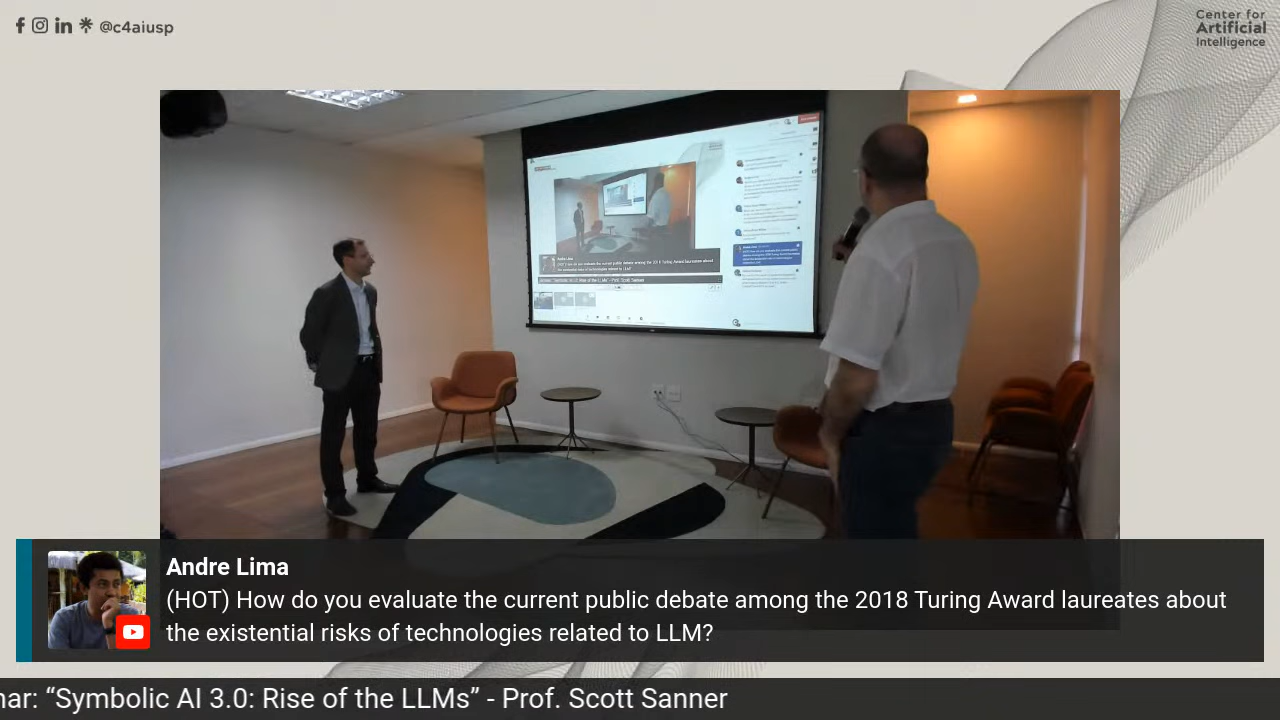 @c4aiusp
Center for
Artificial
Intelligence
Andre Lima
(HOT) How do you evaluate the current public debate among the 2018 Turing Award laureates about
the existential risks of technologies related to LLM?
nar: “Symbolic AI 3.0: Rise of the LLMs” - Prof. Scott Sanner